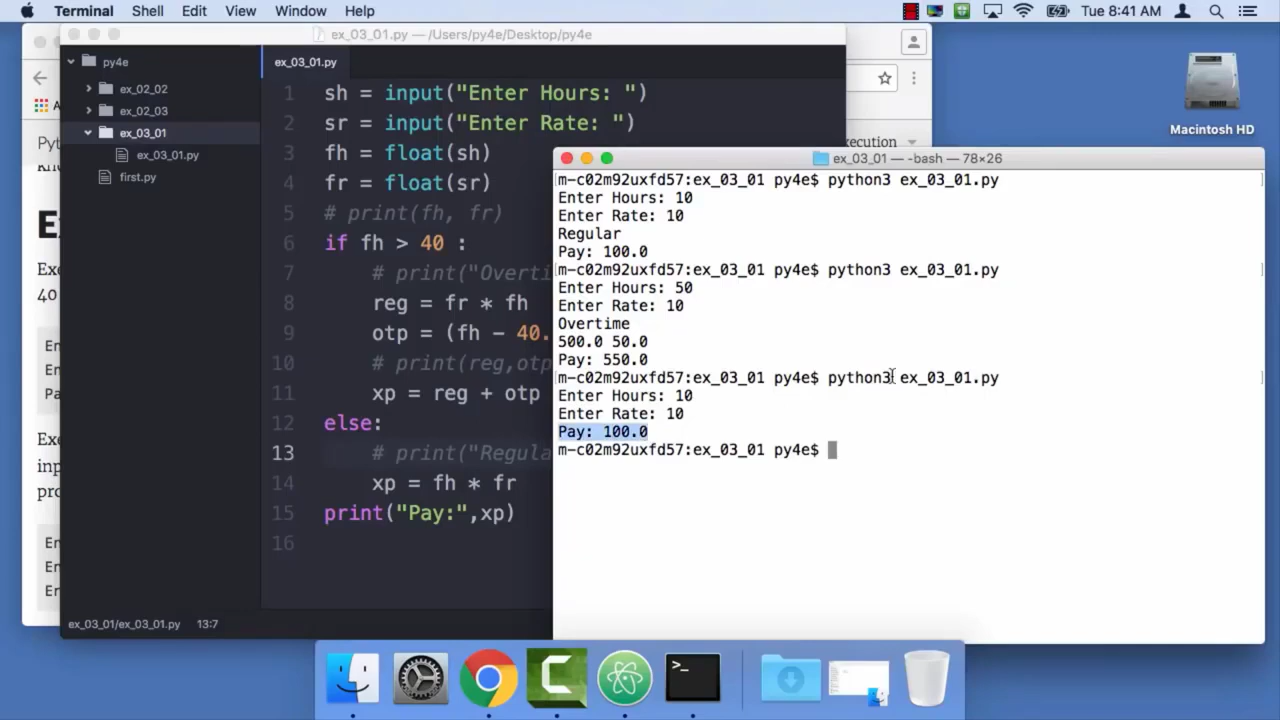 Terminal Shell Edit View Window Help Tue 8:41 AM
ex_03_01.py — /Users/py4e/Desktop/py4e
py4e
ex_02_02
ex_02_03
ex_03_01
ex_03_01.py
first.py
ex_03_01.py
1 sh = input("Enter Hours: ")
2 sr = input("Enter Rate: ")
3 fh = float(sh)
4 fr = float(sr)
5 # print(fh, fr)
6 if fh > 40 :
7 # print("Overti
8 reg = fr * fh
9 otp = (fh - 40.
10 # print(reg,otp
11 xp = reg + otp
12 else:
13 # print("Regula
14 xp = fh * fr
15 print("Pay:",xp)
16
ex_03_01/ex_03_01.py 13:7
ex_03_01 — -bash — 78×26
m-c02m92uxfd57:ex_03_01 py4e$ python3 ex_03_01.py
Enter Hours: 10
Enter Rate: 10
Regular
Pay: 100.0
m-c02m92uxfd57:ex_03_01 py4e$ python3 ex_03_01.py
Enter Hours: 50
Enter Rate: 10
Overtime
500.0 50.0
Pay: 550.0
m-c02m92uxfd57:ex_03_01 py4e$ python3 ex_03_01.py
Enter Hours: 10
Enter Rate: 10
Pay: 100.0
m-c02m92uxfd57:ex_03_01 py4e$
Macintosh HD